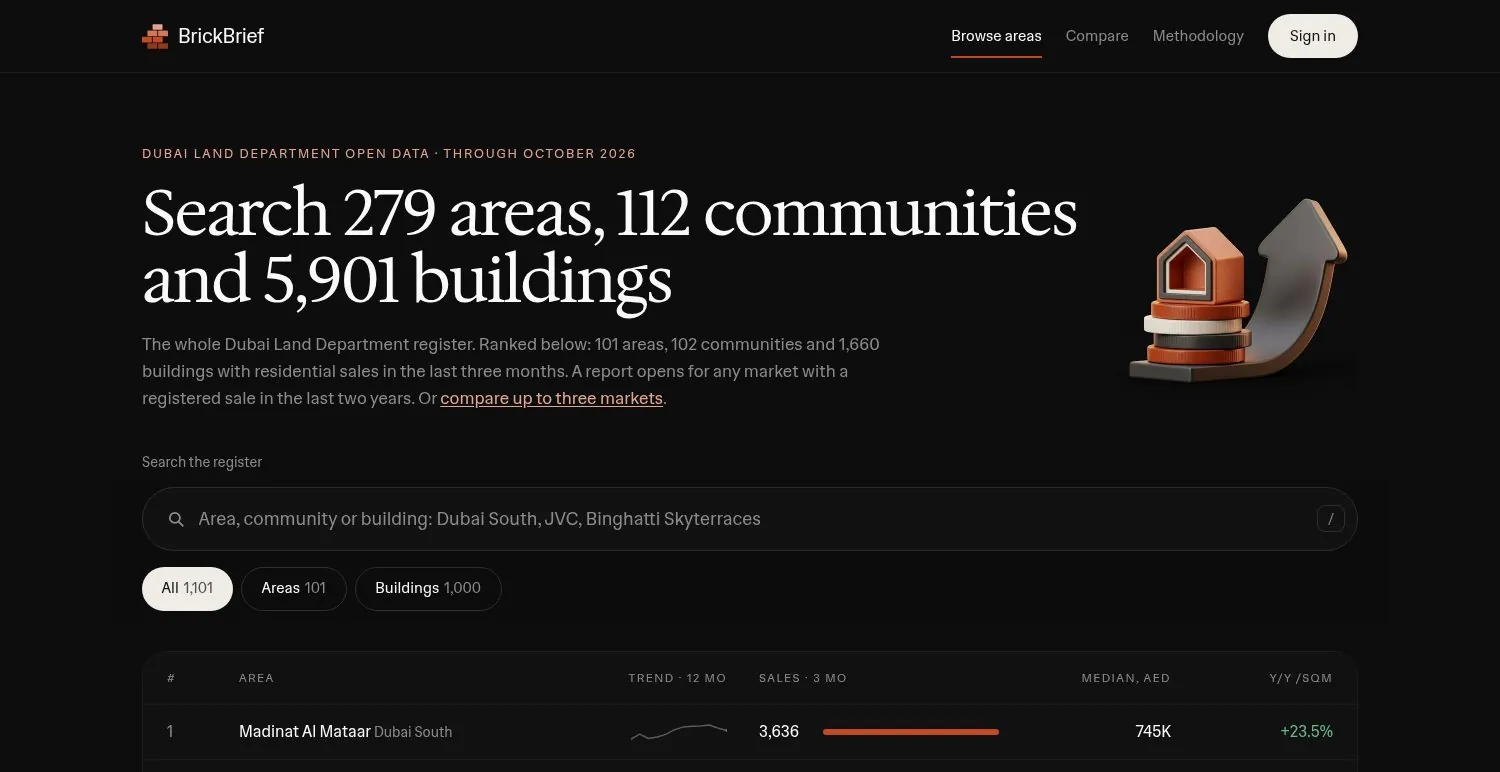 BrickBrief
Browse areas
Compare
Methodology
Sign in
DUBAI LAND DEPARTMENT OPEN DATA · THROUGH OCTOBER 2026
Search 279 areas, 112 communities
and 5,901 buildings
The whole Dubai Land Department register. Ranked below: 101 areas, 102 communities and 1,660
buildings with residential sales in the last three months. A report opens for any market with a
registered sale in the last two years. Or compare up to three markets.
Search the register
Area, community or building: Dubai South, JVC, Binghatti Skyterraces
/
All 1,101
Areas 101
Buildings 1,000
# AREA TREND · 12 MO SALES · 3 MO MEDIAN, AED Y/Y /SQM
1 Madinat Al Mataar Dubai South 3,636 745K +23.5%